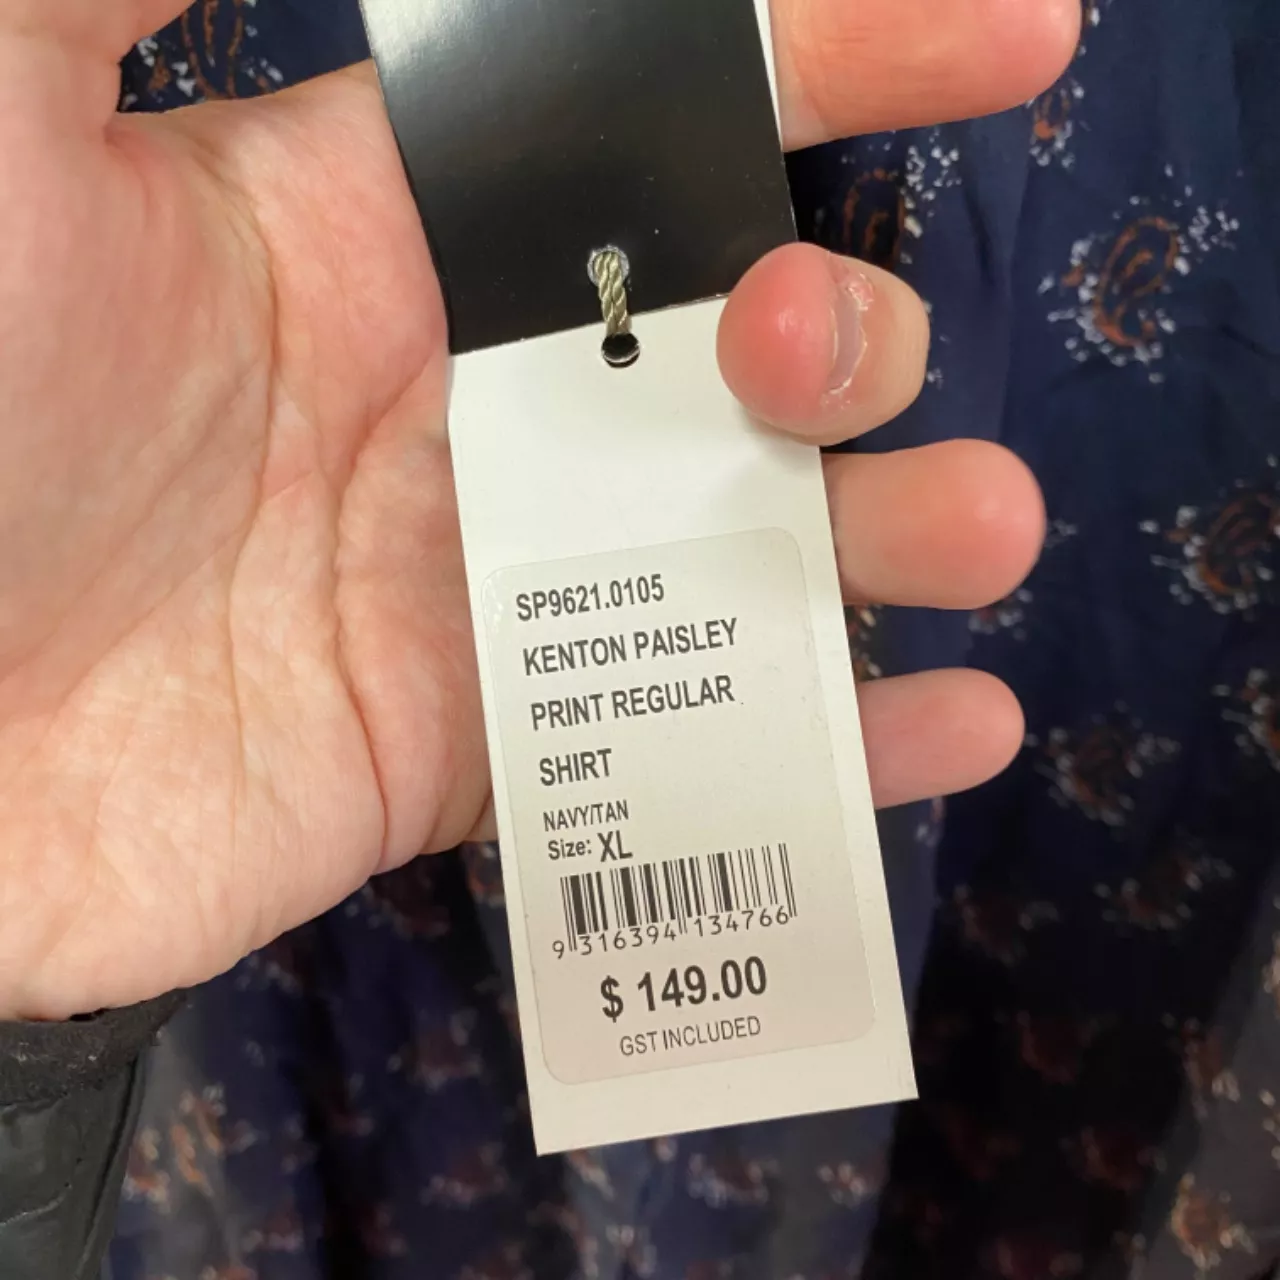 SP9621.0105
KENTON PAISLEY
PRINT REGULAR
SHIRT
NAVY/TAN
Size: XL
9 316394 134766
$ 149.00
GST INCLUDED